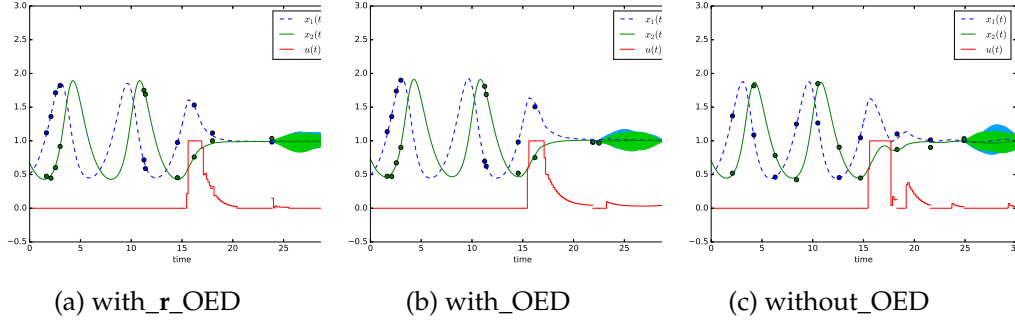 3.0
2.5
2.0
1.5
1.0
0.5
0.0
−0.5
0 5 10 15 20 25
time
x₁(t
x₂(t
u(t)
3.0
2.5
2.0
1.5
1.0
0.5
0.0
−0.5
0 5 10 15 20 25
time
x₁(t
x₂(t
u(t)
3.0
2.5
2.0
1.5
1.0
0.5
0.0
−0.5
0 5 10 15 20 25 30
time
x₁(t)
x₂(t)
u(t)
(a) with_r_OED
(b) with_OED
(c) without_OED